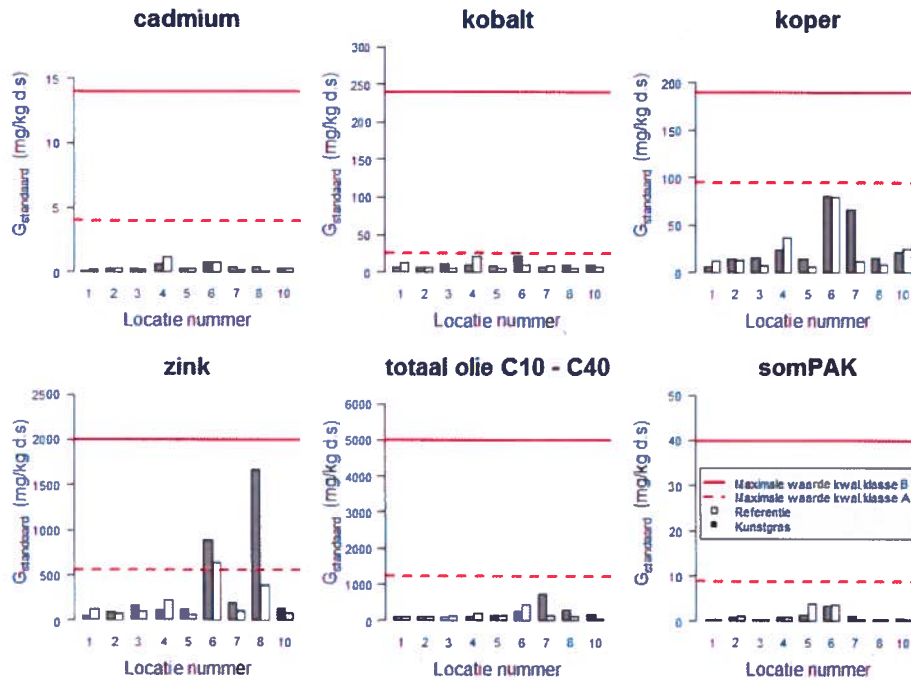 cadmium
G standaard (mg/kg d.s)
15
10
5
0
1 2 3 4 5 6 7 8 10
Locatie nummer
kobalt
G standaard (mg/kg d.s)
300
250
200
150
100
50
0
1 2 3 4 5 6 7 8 10
Locatie nummer
koper
G standaard (mg/kg d.s)
200
150
100
50
0
1 2 3 4 5 6 7 8 10
Locatie nummer
zink
G standaard (mg/kg d.s)
2500
2000
1500
1000
500
0
1 2 3 4 5 6 7 8 10
Locatie nummer
totaal olie C10 - C40
G standaard (mg/kg d.s)
6000
5000
4000
3000
2000
1000
0
1 2 3 4 5 6 7 8 10
Locatie nummer
somPAK
G standaard (mg/kg d.s)
50
40
30
20
10
0
Maximale waarde kwal.klasse B
Maximale waarde kwal.klasse A
Referentie
Kunstgras
1 2 3 4 5 6 7 8 10
Locatie nummer